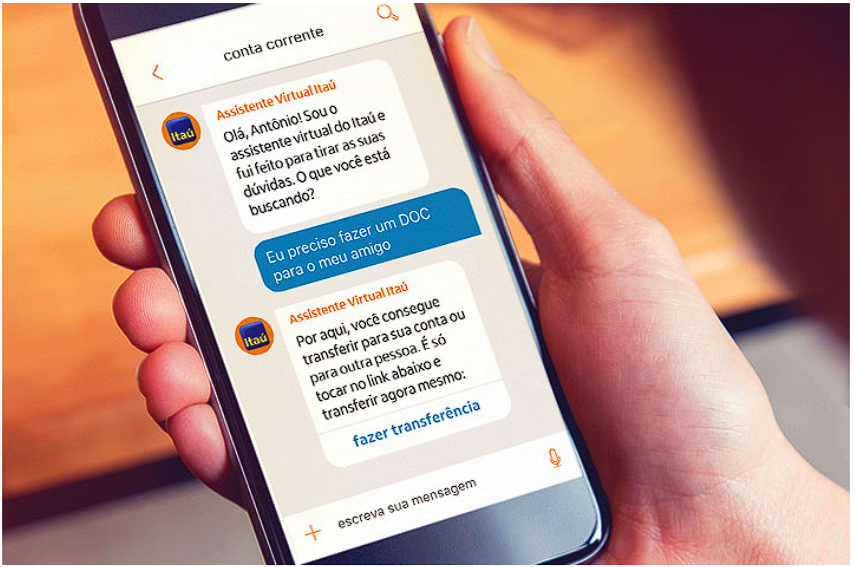 conta corrente
Assistente Virtual Itaú
Itaú
Olá, Antônio! Sou o
assistente virtual do Itaú e
fui feito para tirar as suas
dúvidas. O que você está
buscando?
Eu preciso fazer um DOC
para o meu amigo
Assistente Virtual Itaú
Itaú
Por aqui, você consegue
transferir para sua conta ou
para outra pessoa. É só
tocar no link abaixo e
transferir agora mesmo:
fazer transferência
escreva sua mensagem